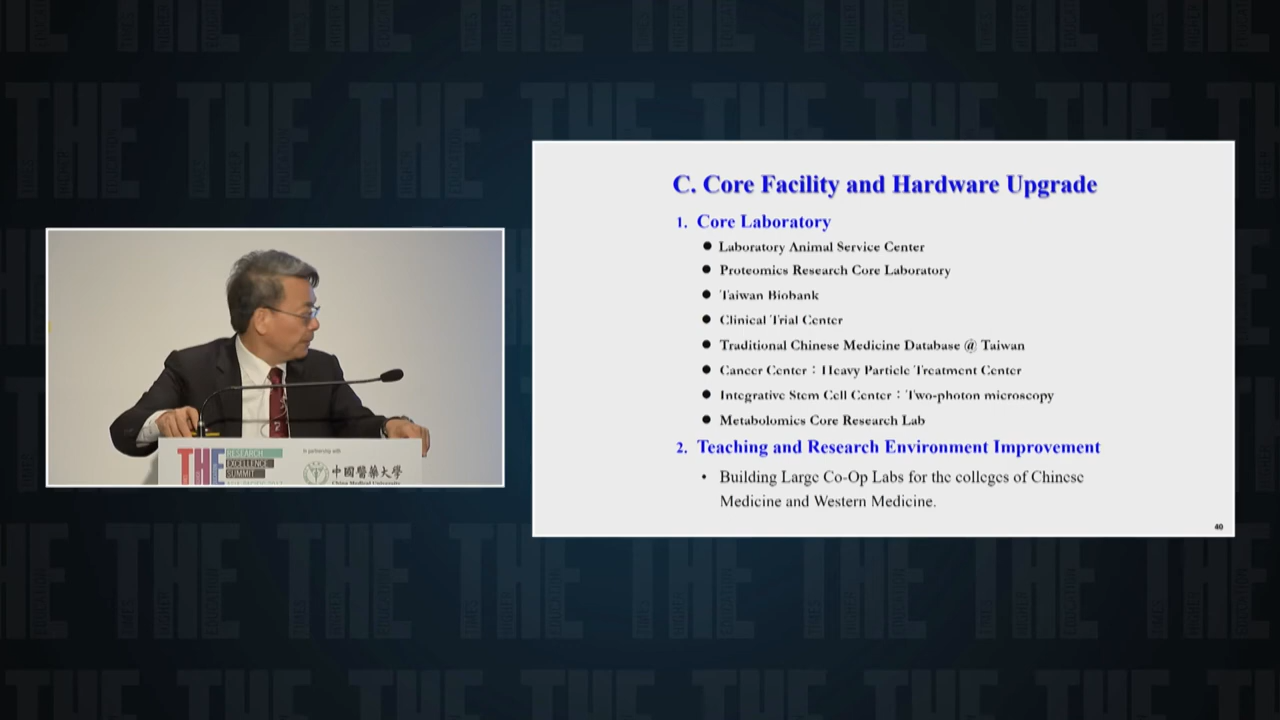 THE
RESEARCH
EXCELLENCE
SUMMIT
In partnership with
中國醫藥大學
China Medical University
C. Core Facility and Hardware Upgrade
1. Core Laboratory
● Laboratory Animal Service Center
● Proteomics Research Core Laboratory
● Taiwan Biobank
● Clinical Trial Center
● Traditional Chinese Medicine Database @ Taiwan
● Cancer Center：Heavy Particle Treatment Center
● Integrative Stem Cell Center：Two-photon microscopy
● Metabolomics Core Research Lab
2. Teaching and Research Environment Improvement
• Building Large Co-Op Labs for the colleges of Chinese
Medicine and Western Medicine.
40